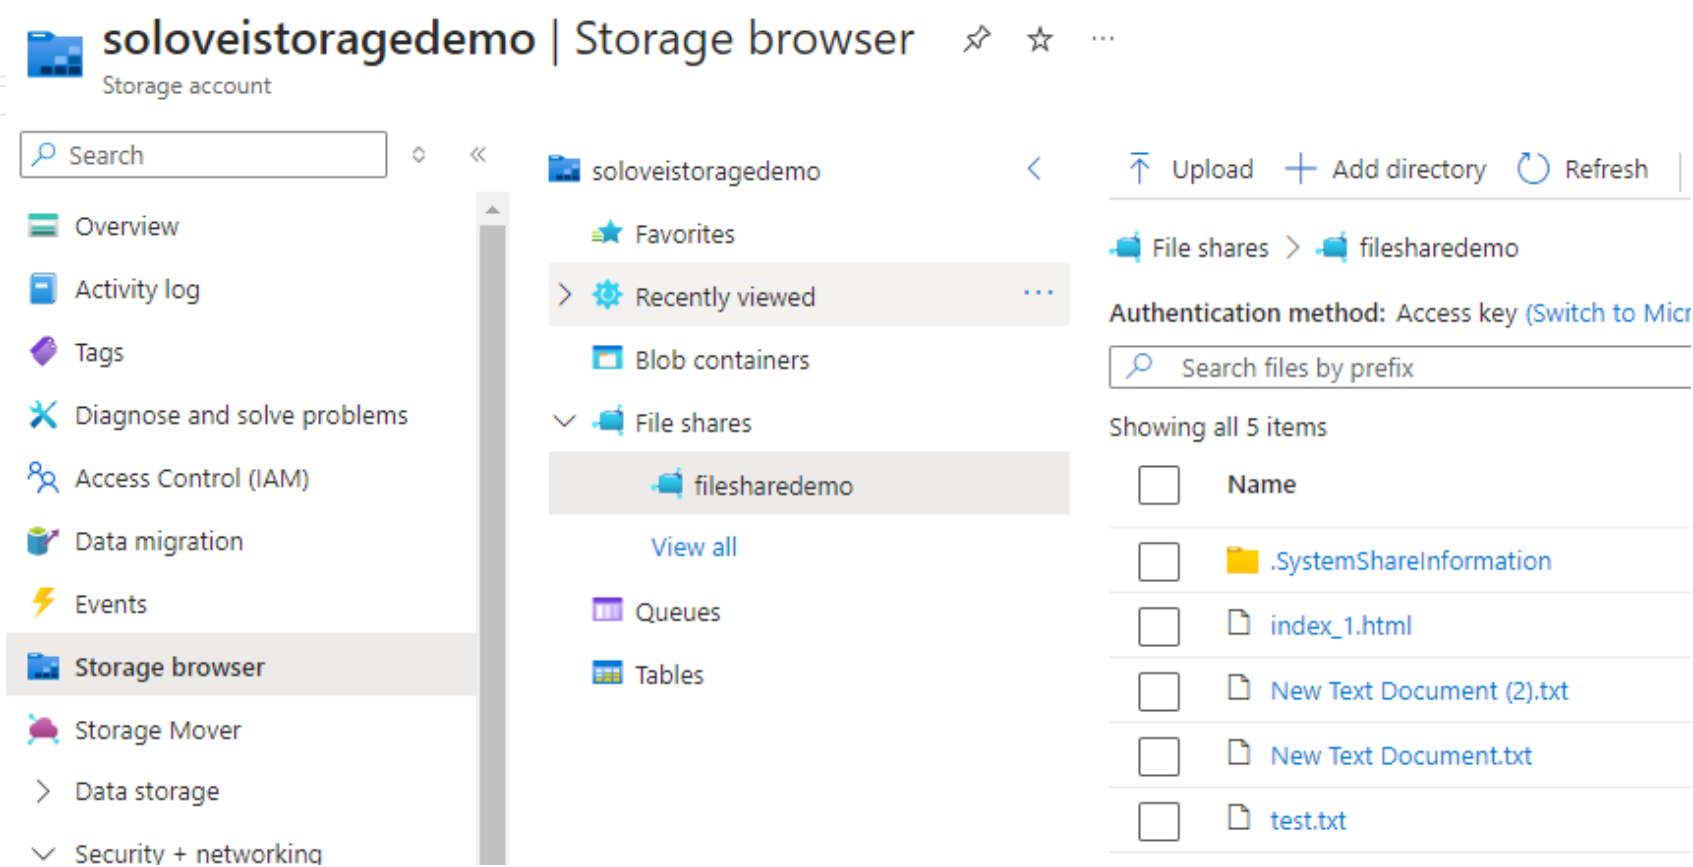 soloveistoragedemo | Storage browser
Storage account
Search
Overview
Activity log
Tags
Diagnose and solve problems
Access Control (IAM)
Data migration
Events
Storage browser
Storage Mover
Data storage
Security + networking
soloveistoragedemo
Favorites
Recently viewed
Blob containers
File shares
filesharedemo
View all
Queues
Tables
Upload
Add directory
Refresh
File shares > filesharedemo
Authentication method: Access key (Switch to
Search files by prefix
Showing all 5 items
Name
.SystemShareInformation
index_1.html
New Text Document (2).txt
New Text Document.txt
test.txt